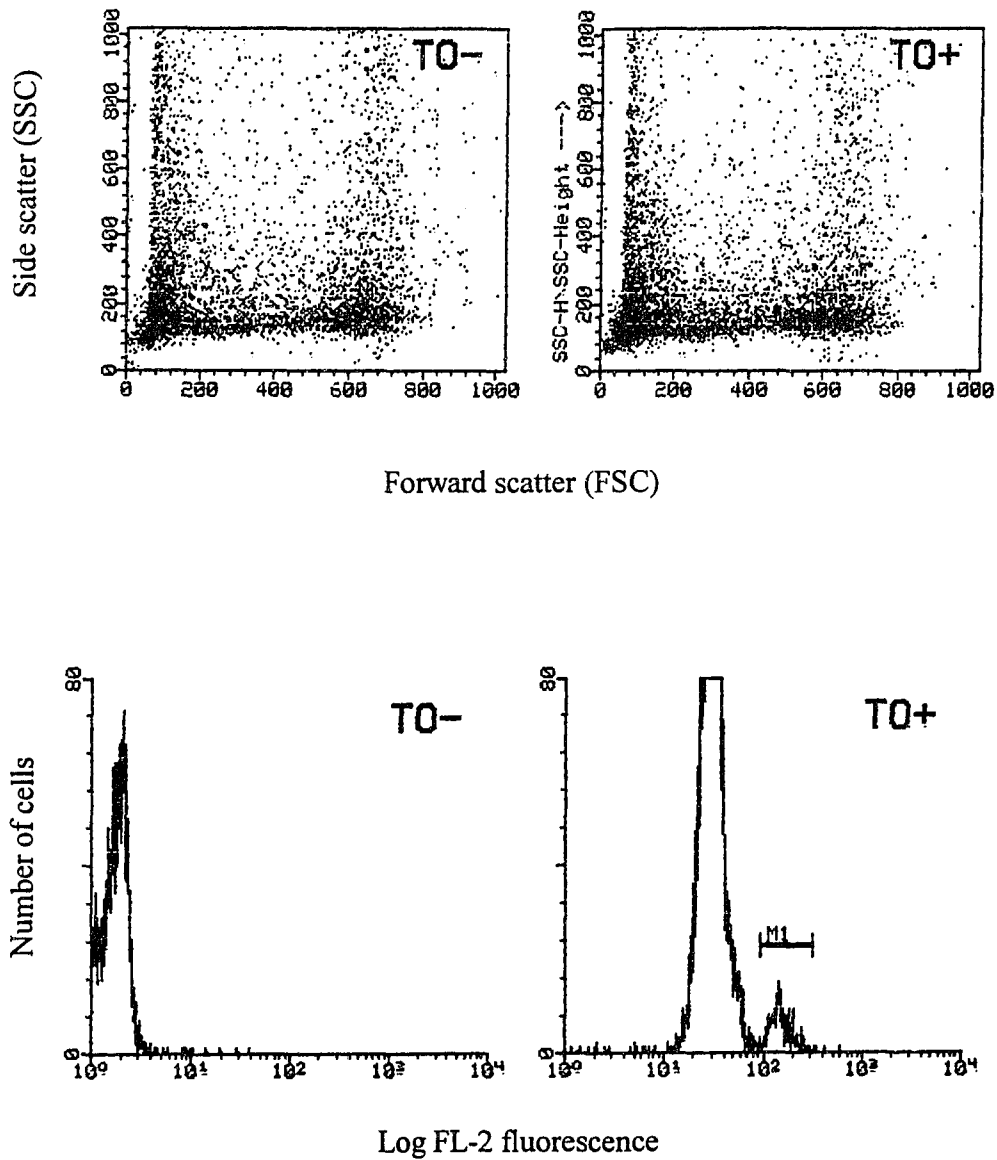 Side scatter (SSC)
1000
800
600
400
200
0
TO-
0 200 400 600 800 1000
SSC-H\SSC-Height --->
1000
800
600
400
200
0
TO+
0 200 400 600 800 1000
Forward scatter (FSC)
Number of cells
80
0
TO-
10⁰ 10¹ 10² 10³ 10⁴
80
0
TO+
M1
10⁰ 10¹ 10² 10³ 10⁴
Log FL-2 fluorescence